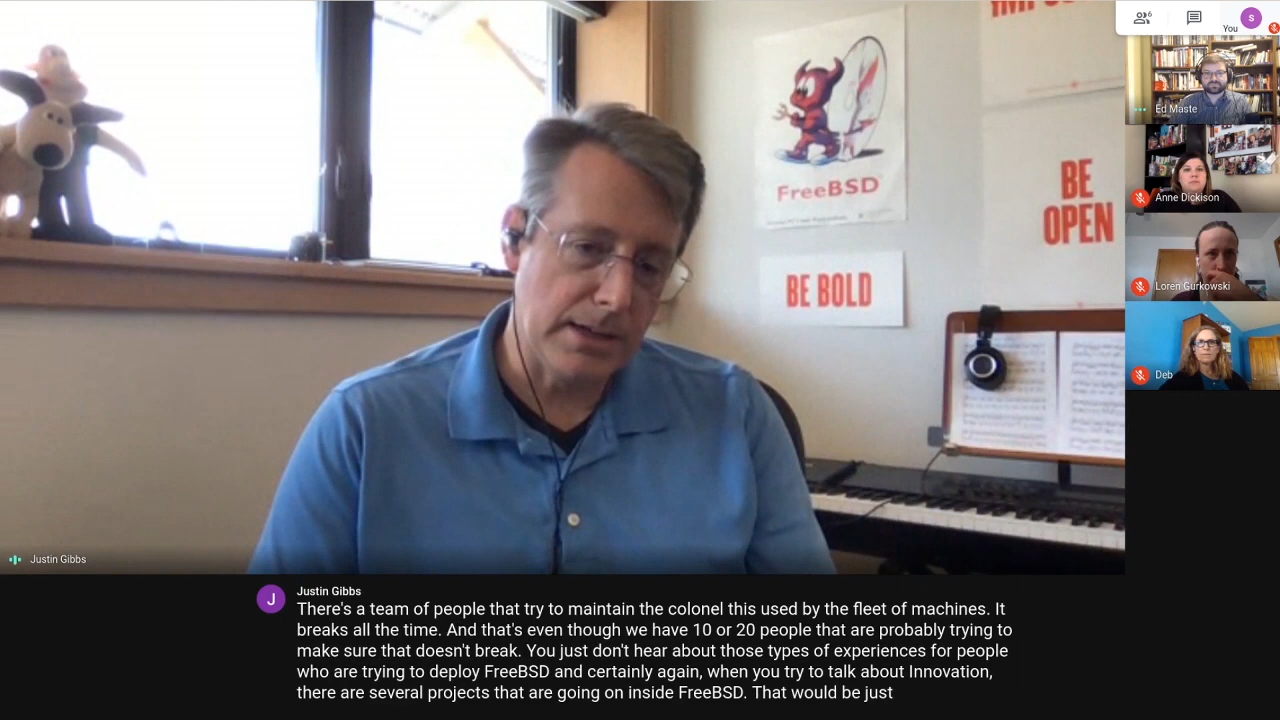 6
You
S
Ed Maste
Anne Dickison
Loren Gurkowski
Deb
FreeBSD
BE
OPEN
BE BOLD
Justin Gibbs
J
Justin Gibbs
There's a team of people that try to maintain the colonel this used by the fleet of machines. It
breaks all the time. And that's even though we have 10 or 20 people that are probably trying to
make sure that doesn't break. You just don't hear about those types of experiences for people
who are trying to deploy FreeBSD and certainly again, when you try to talk about Innovation,
there are several projects that are going on inside FreeBSD. That would be just